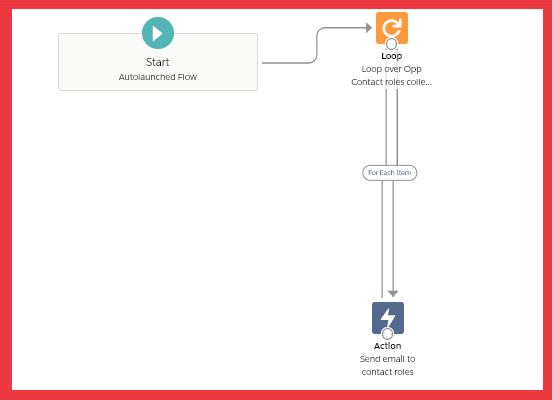 Start
Autolaunched Flow
Loop
Loop over Opp
Contact roles colle...
For Each Item
Action
Send email to
contact roles